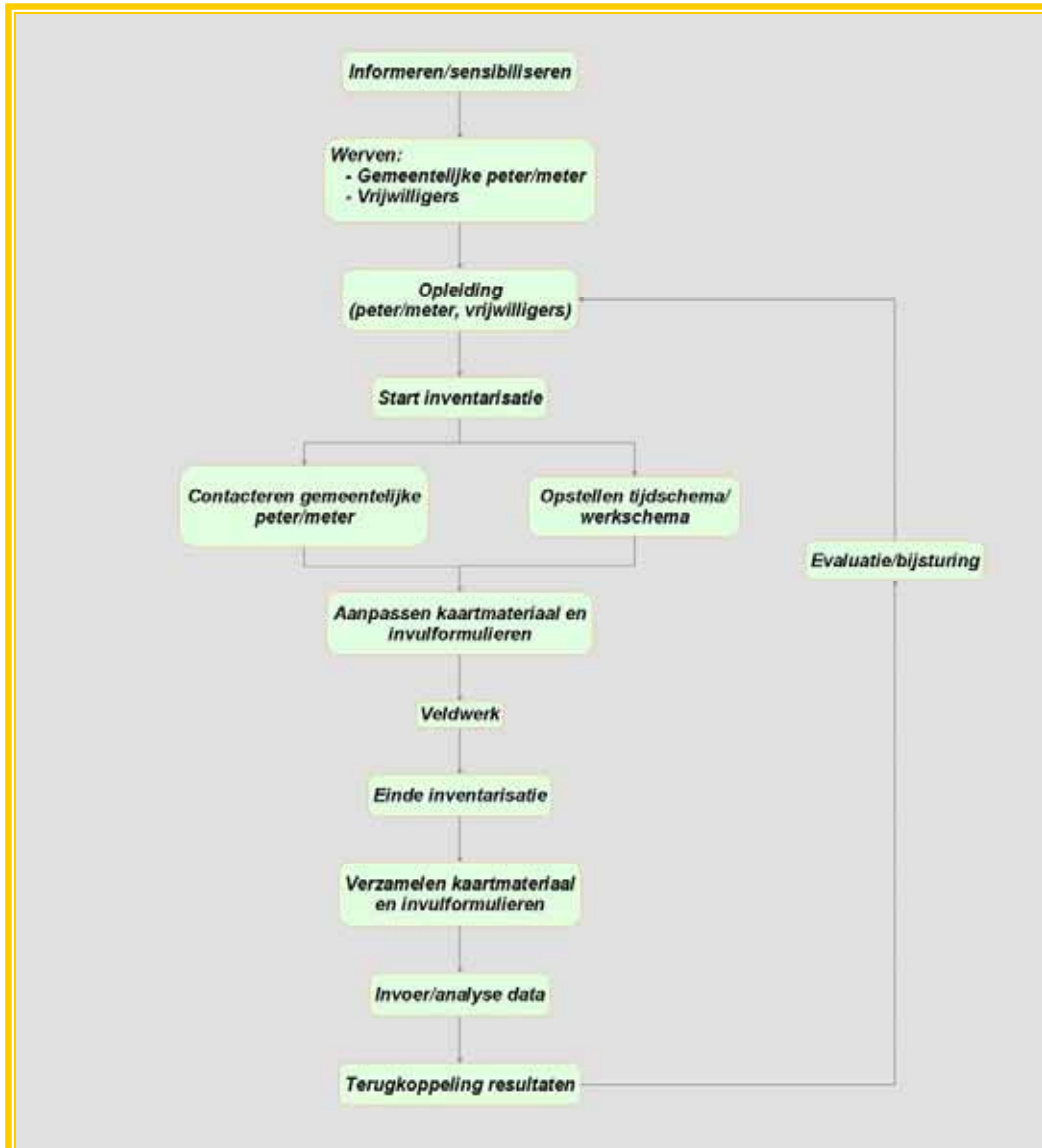 Informeren/sensibiliseren
Werven:
- Gemeentelijke peter/meter
- Vrijwilligers
Opleiding
(peter/meter, vrijwilligers)
Start inventarisatie
Contacteren gemeentelijke
peter/meter
Opstellen tijdschema/
werkschema
Evaluatie/bijsturing
Aanpassen kaartmateriaal en
invulformulieren
Veldwerk
Einde inventarisatie
Verzamelen kaartmateriaal
en invulformulieren
Invoer/analyse data
Terugkoppeling resultaten